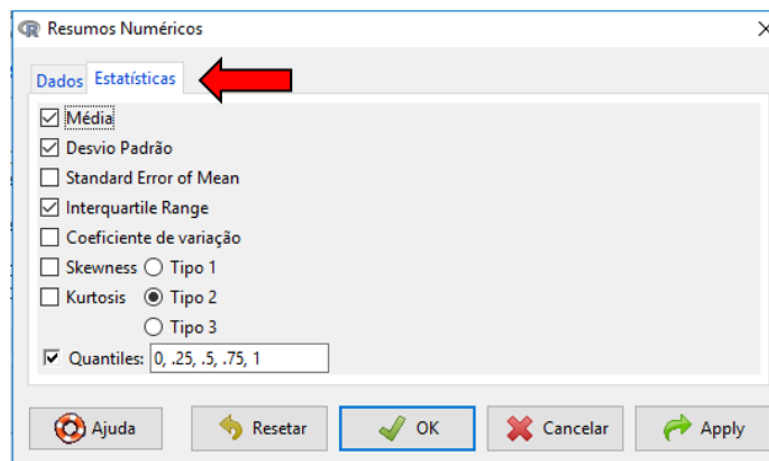 Resumos Numéricos
Dados Estatísticas
Média
Desvio Padrão
Standard Error of Mean
Interquartile Range
Coeficiente de variação
Skewness Tipo 1
Kurtosis Tipo 2
Tipo 3
Quantiles: 0, .25, .5, .75, 1
Ajuda Resetar OK Cancelar Apply